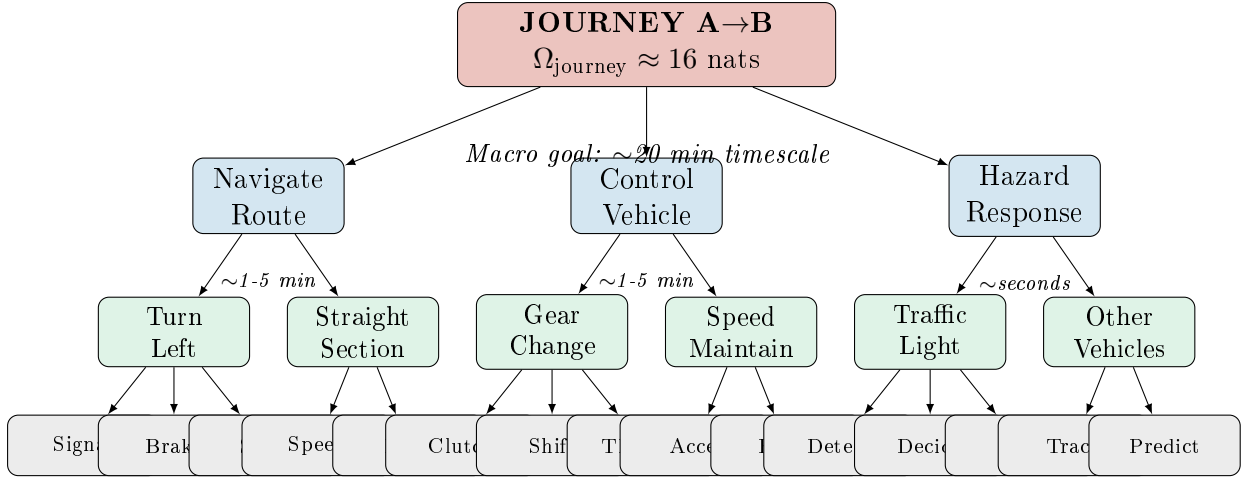 JOURNEY A→B
Ω_journey ≈ 16 nats
Macro goal: ~20 min timescale
Navigate
Route
Control
Vehicle
Hazard
Response
~1-5 min
~1-5 min
~seconds
Turn
Left
Straight
Section
Gear
Change
Speed
Maintain
Traffic
Light
Other
Vehicles
Predict